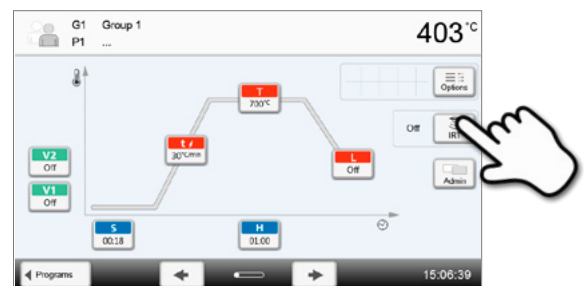 G1 Group 1
P1 ...
403 °C
T
700°C
Options
t
30°C/min
Off
IRT
V2
Off
L
Off
Admin
V1
Off
S
00:18
H
01:00
Programs
15:06:39